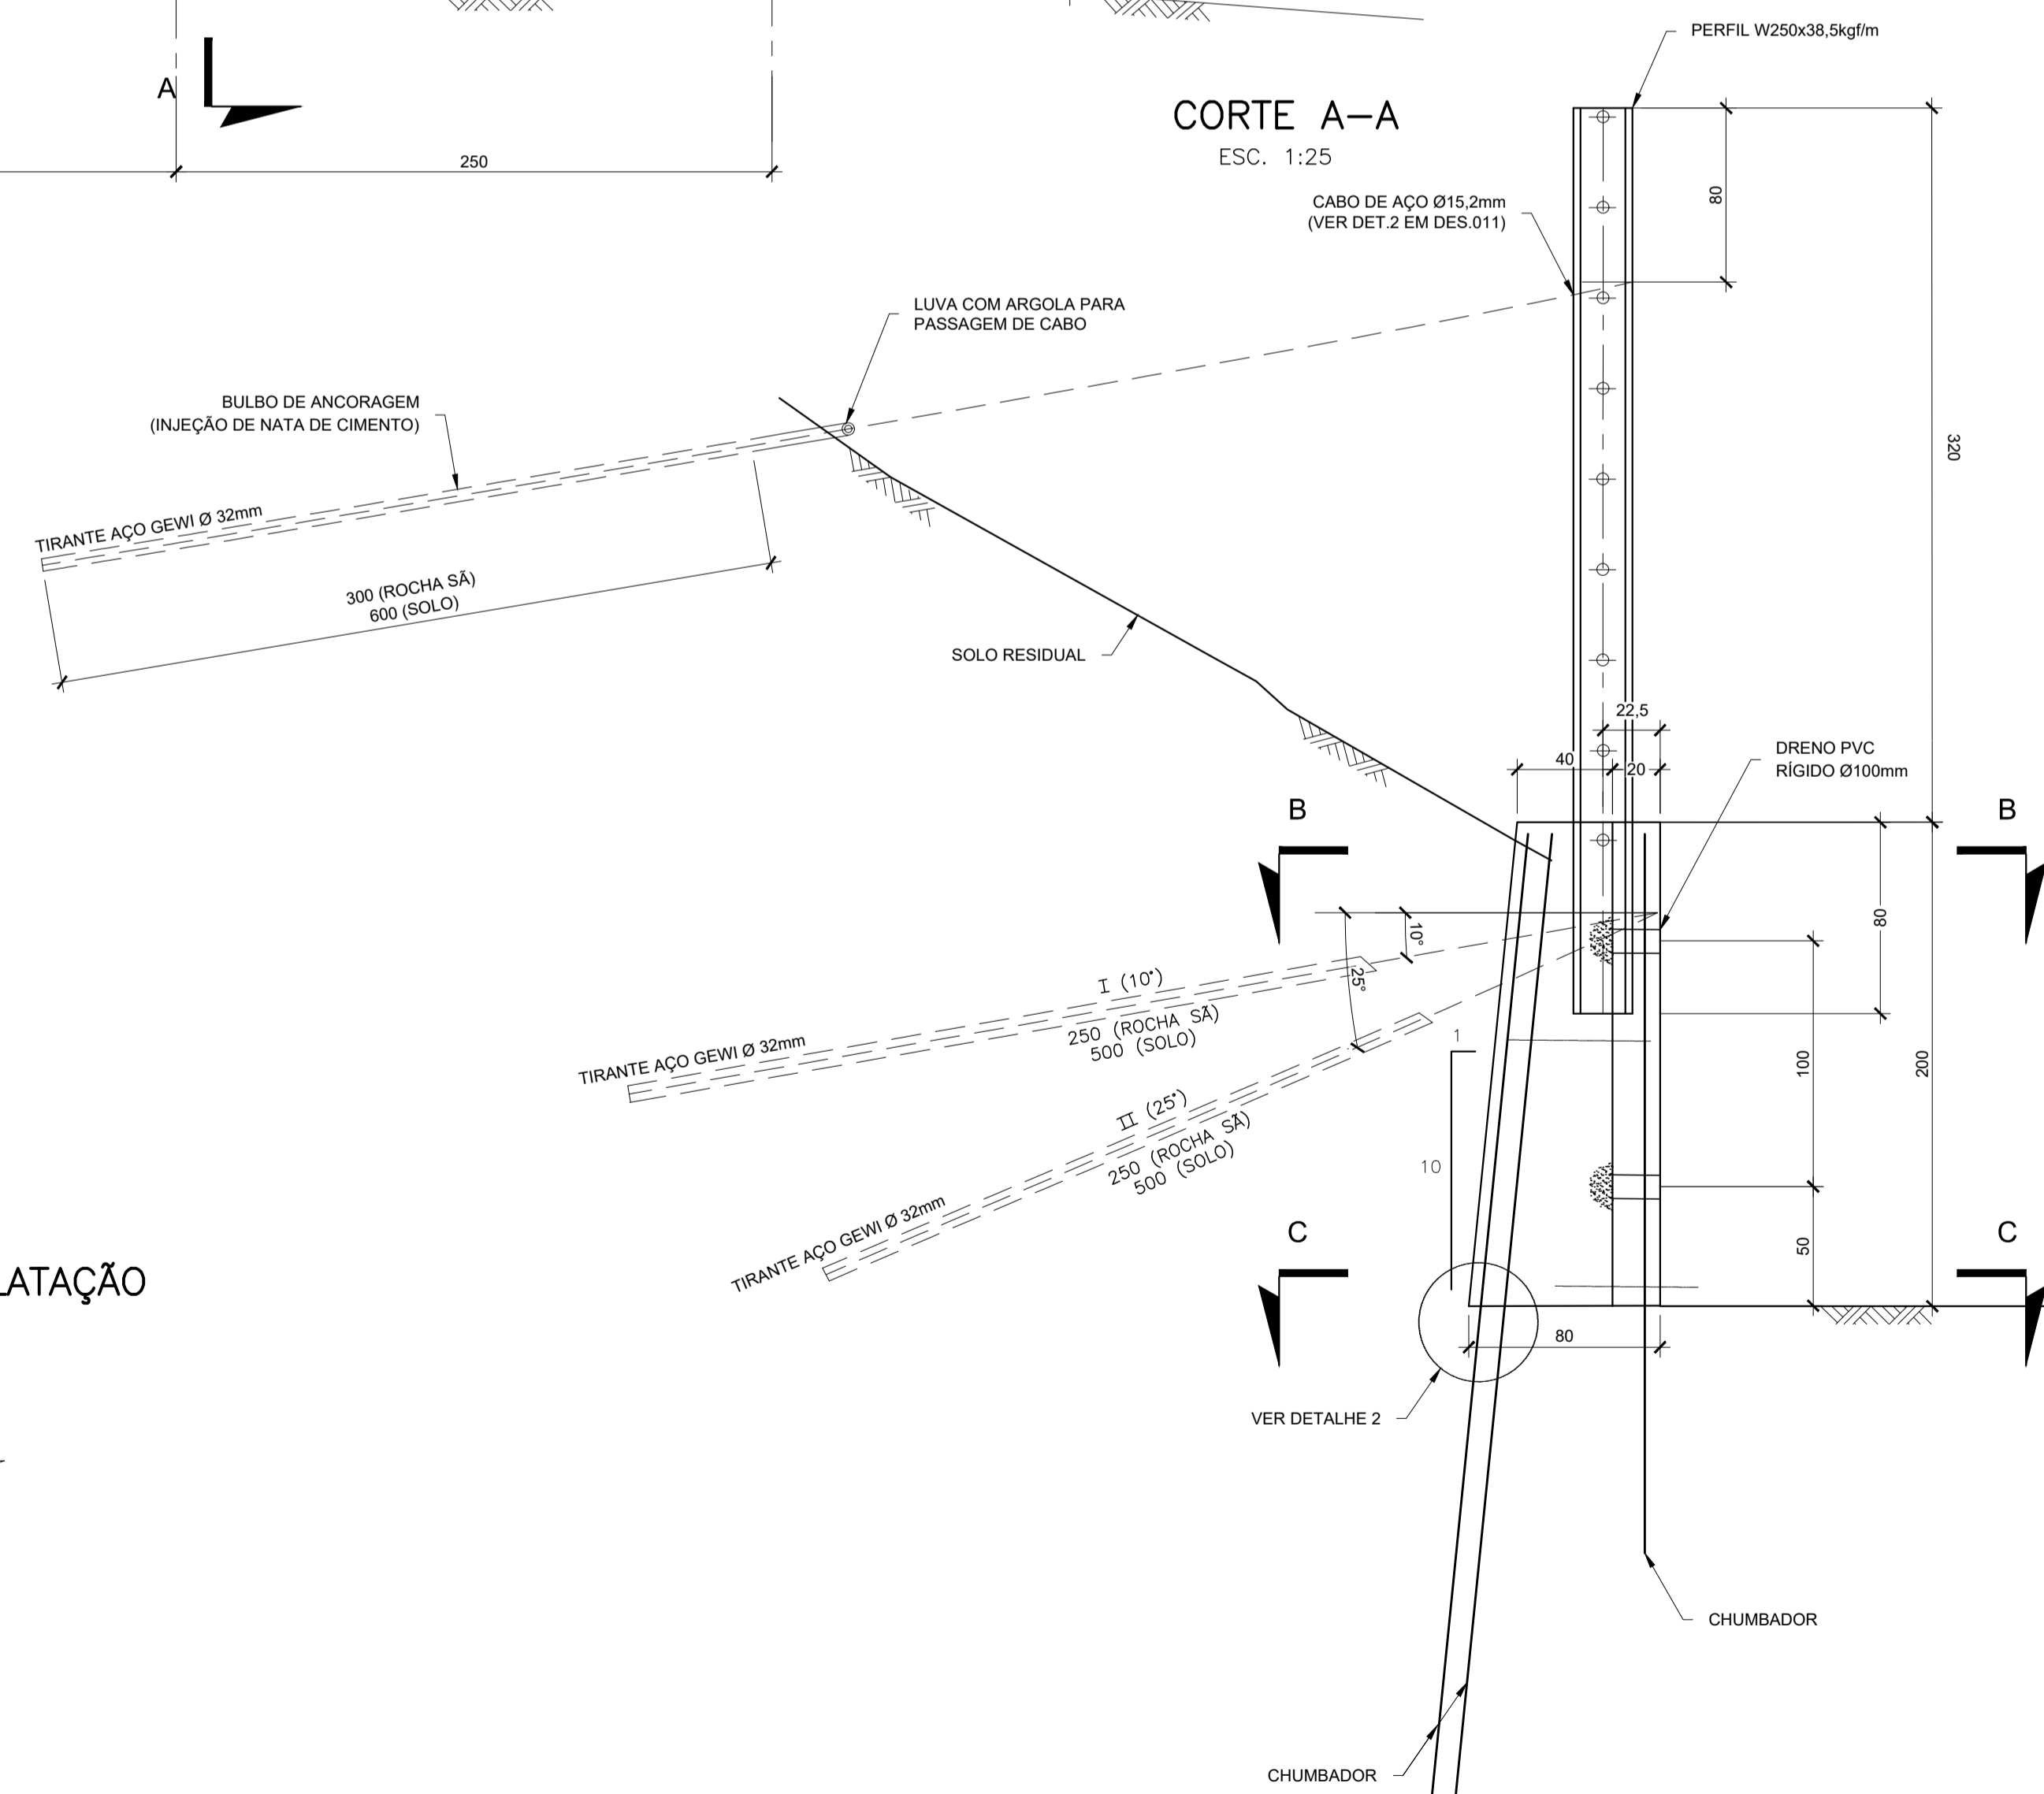 PERFIL W250x38,5kgf/m
A
CORTE A-A
ESC. 1:25
250
80
CABO DE AÇO Ø15,2mm
(VER DET.2 EM DES.011)
LUVA COM ARGOLA PARA
PASSAGEM DE CABO
BULBO DE ANCORAGEM
(INJEÇÃO DE NATA DE CIMENTO)
320
TIRANTE AÇO GEWI Ø 32mm
300 (ROCHA SÃ)
600 (SOLO)
SOLO RESIDUAL
22,5
40
20
DRENO PVC
RÍGIDO Ø100mm
B
B
80
10°
25°
I (10°)
250 (ROCHA SÃ)
500 (SOLO)
TIRANTE AÇO GEWI Ø 32mm
1
10
100
200
II (25°)
250 (ROCHA SÃ)
500 (SOLO)
TIRANTE AÇO GEWI Ø 32mm
C
C
50
LATAÇÃO
80
VER DETALHE 2
CHUMBADOR
CHUMBADOR